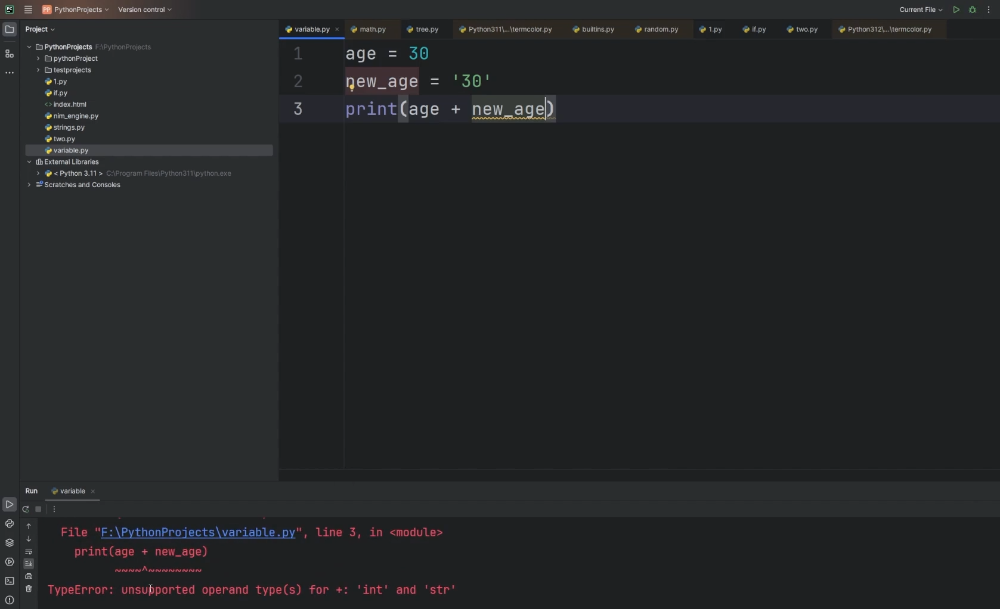 PC PP PythonProjects Version control Current File
Project
variable.py math.py tree.py Python311\...\termcolor.py builtins.py random.py 1.py if.py two.py Python312\...\termcolor.py
PythonProjects F:\PythonProjects
pythonProject
testprojects
1.py
if.py
<> index.html
nim_engine.py
strings.py
two.py
variable.py
External Libraries
< Python 3.11 > C:\Program Files\Python311\python.exe
Scratches and Consoles
1 age = 30
2 new_age = '30'
3 print(age + new_age)
Run variable
File "F:\PythonProjects\variable.py", line 3, in <module>
print(age + new_age)
~~~~^~~~~~~~~
TypeError: unsupported operand type(s) for +: 'int' and 'str'